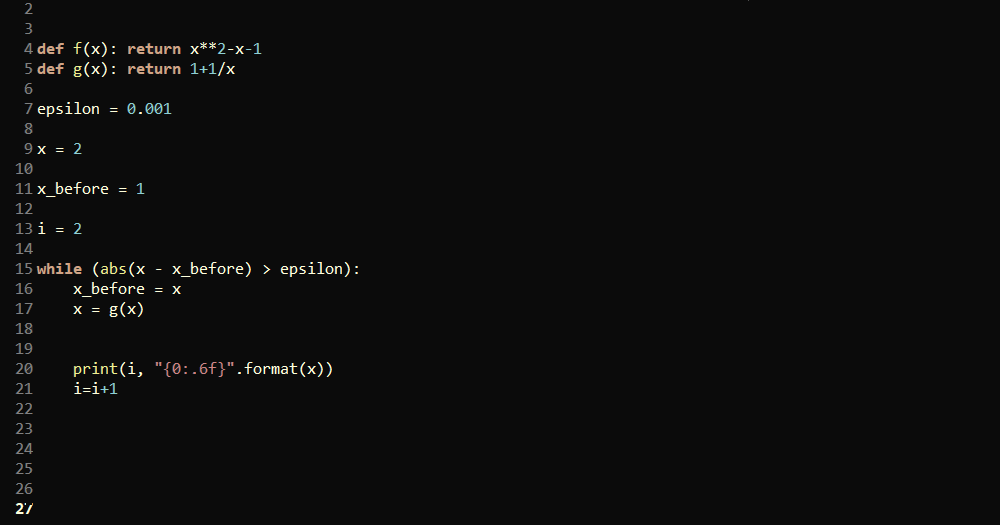 2
3
4 def f(x): return x**2-x-1
5 def g(x): return 1+1/x
6
7 epsilon = 0.001
8
9 x = 2
10
11 x_before = 1
12
13 i = 2
14
15 while (abs(x - x_before) > epsilon):
16     x_before = x
17     x = g(x)
18
19
20     print(i, "{0:.6f}".format(x))
21     i=i+1
22
23
24
25
26
27